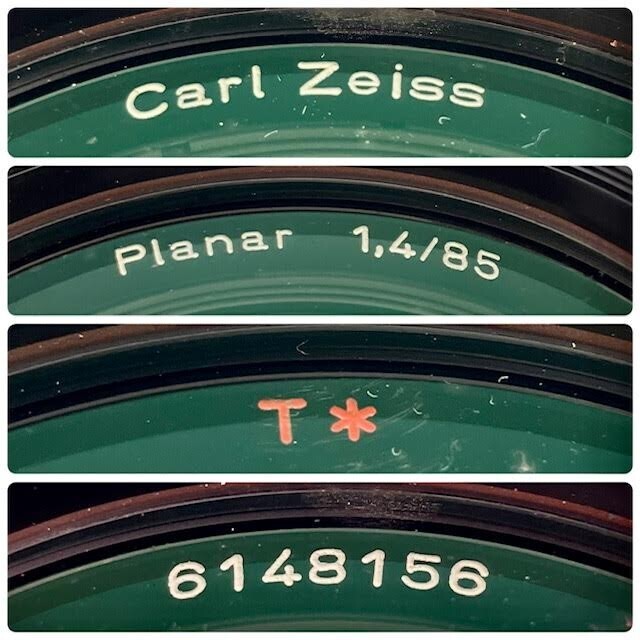 Carl Zeiss
Planar 1,4/85
T*
6148156